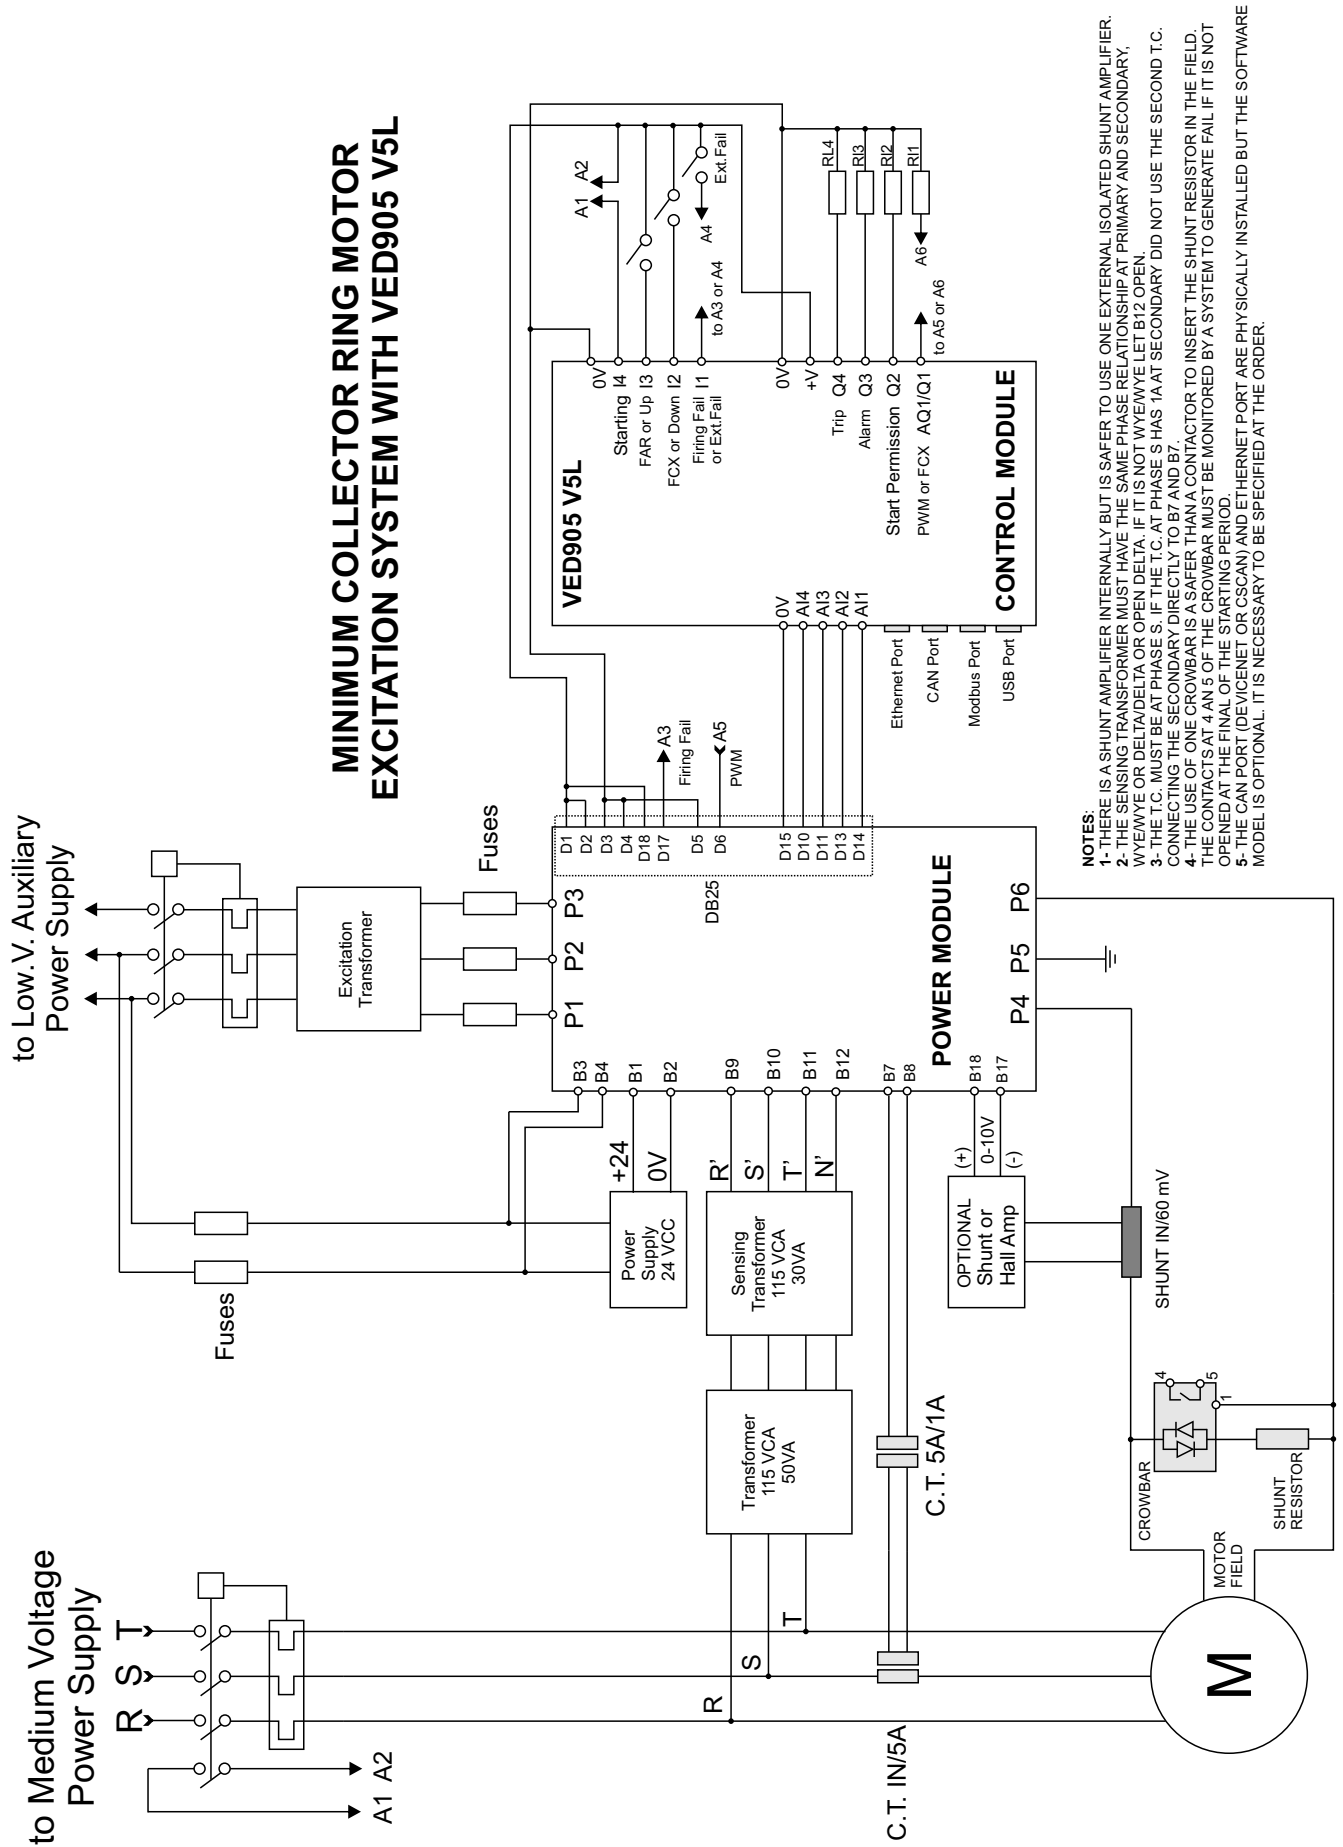 MINIMUM COLLECTOR RING MOTOR
EXCITATION SYSTEM WITH VED905 V5L
to Medium Voltage
Power Supply
R
S
T
A1
A2
to Low.V. Auxiliary
Power Supply
Fuses
Excitation
Transformer
Fuses
P1
P2
P3
B3
B4
B1
B2
B9
B10
B11
B12
B7
B8
B18
B17
+24
0V
R'
S'
T'
N'
Power
Supply
24 VCC
Sensing
Transformer
115 VCA
30VA
Transformer
115 VCA
50VA
R
S
T
C.T. IN/5A
C.T. 5A/1A
OPTIONAL
Shunt or
Hall Amp
(+)
0-10V
(-)
SHUNT IN/60 mV
CROWBAR
4
5
1
SHUNT
RESISTOR
MOTOR
FIELD
M
POWER MODULE
P4
P5
P6
DB25
D1
D2
D3
D4
D18
D17
D5
D6
D15
D10
D11
D13
D14
A3
Firing Fail
A5
PWM
VED905 V5L
0V
AI4
AI3
AI2
AI1
Ethernet Port
CAN Port
Modbus Port
USB Port
CONTROL MODULE
0V
Starting I4
FAR or Up I3
FCX or Down I2
Firing Fail I1
or Ext.Fail
0V
+V
Trip Q4
Alarm Q3
Start Permission Q2
PWM or FCX AQ1/Q1
A1
A2
A4
Ext.Fail
to A3 or A4
RL4
RI3
RI2
RI1
A6
to A5 or A6
NOTES:
1- THERE IS A SHUNT AMPLIFIER INTERNALLY BUT IS SAFER TO USE ONE EXTERNAL ISOLATED SHUNT AMPLIFIER.
2- THE SENSING TRANSFORMER MUST HAVE THE SAME PHASE RELATIONSHIP AT PRIMARY AND SECONDARY,
WYE/WYE OR DELTA/DELTA OR OPEN DELTA. IF IT IS NOT WYE/WYE LET B12 OPEN.
3- THE T.C. MUST BE AT PHASE S. IF THE T.C. AT PHASE S HAS 1A AT SECONDARY DID NOT USE THE SECOND T.C.
CONNECTING THE SECONDARY DIRECTLY TO B7 AND B7.
4- THE USE OF ONE CROWBAR IS A SAFER THAN A CONTACTOR TO INSERT THE SHUNT RESISTOR IN THE FIELD.
THE CONTACTS AT 4 AN 5 OF THE CROWBAR MUST BE MONITORED BY A SYSTEM TO GENERATE FAIL IF IT IS NOT
OPENED AT THE FINAL OF THE STARTING PERIOD.
5- THE CAN PORT (DEVICENET OR CSCAN) AND ETHERNET PORT ARE PHYSICALLY INSTALLED BUT THE SOFTWARE
MODEL IS OPTIONAL. IT IS NECESSARY TO BE SPECIFIED AT THE ORDER.